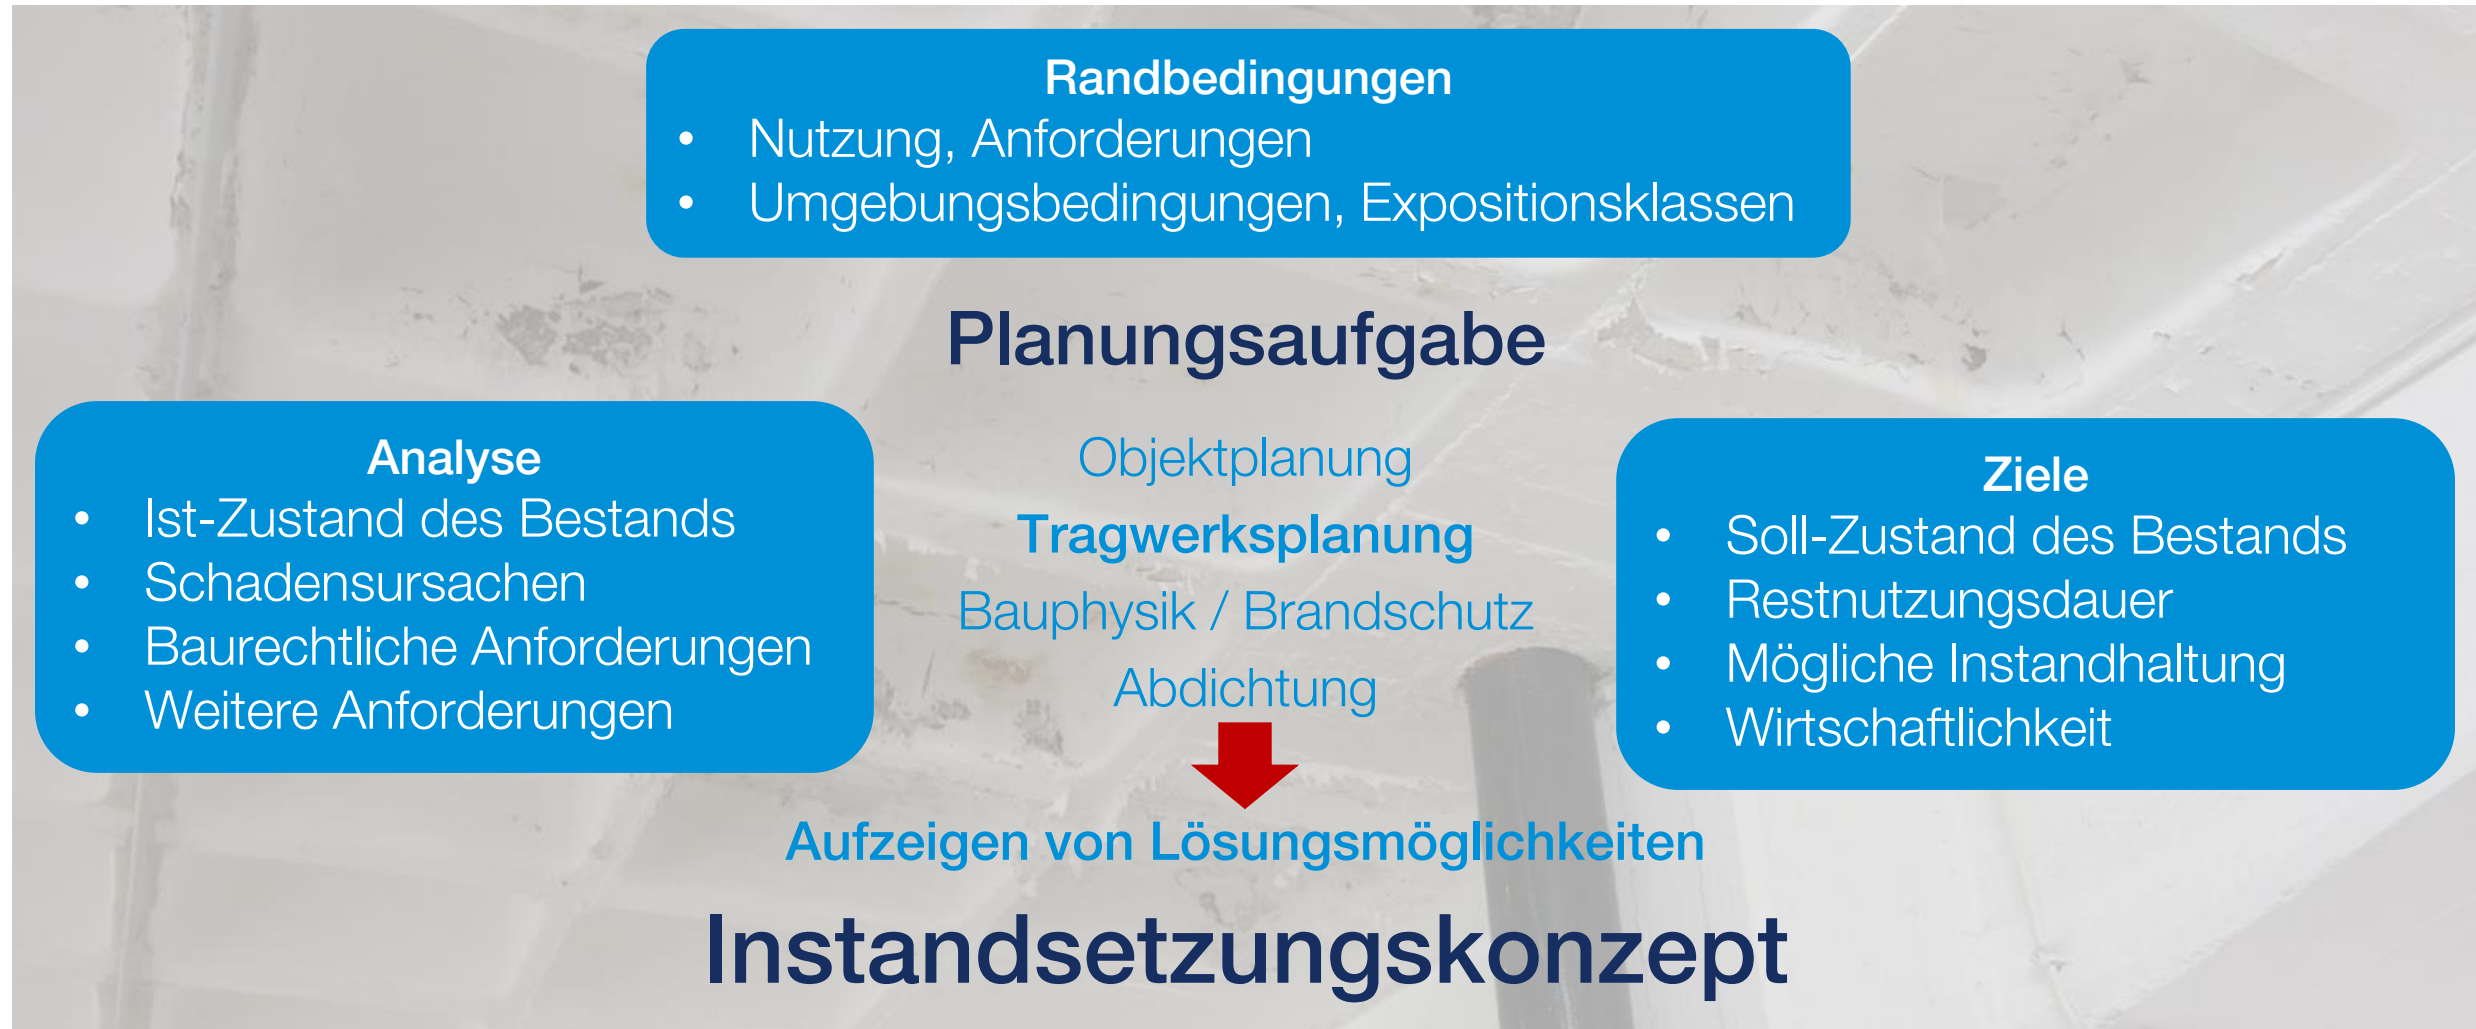 Randbedingungen
• Nutzung, Anforderungen
• Umgebungsbedingungen, Expositionsklassen
Planungsaufgabe
Analyse
• Ist-Zustand des Bestands
• Schadensursachen
• Baurechtliche Anforderungen
• Weitere Anforderungen
Objektplanung
Tragwerksplanung
Bauphysik / Brandschutz
Abdichtung
Ziele
• Soll-Zustand des Bestands
• Restnutzungsdauer
• Mögliche Instandhaltung
• Wirtschaftlichkeit
Aufzeigen von Lösungsmöglichkeiten
Instandsetzungskonzept